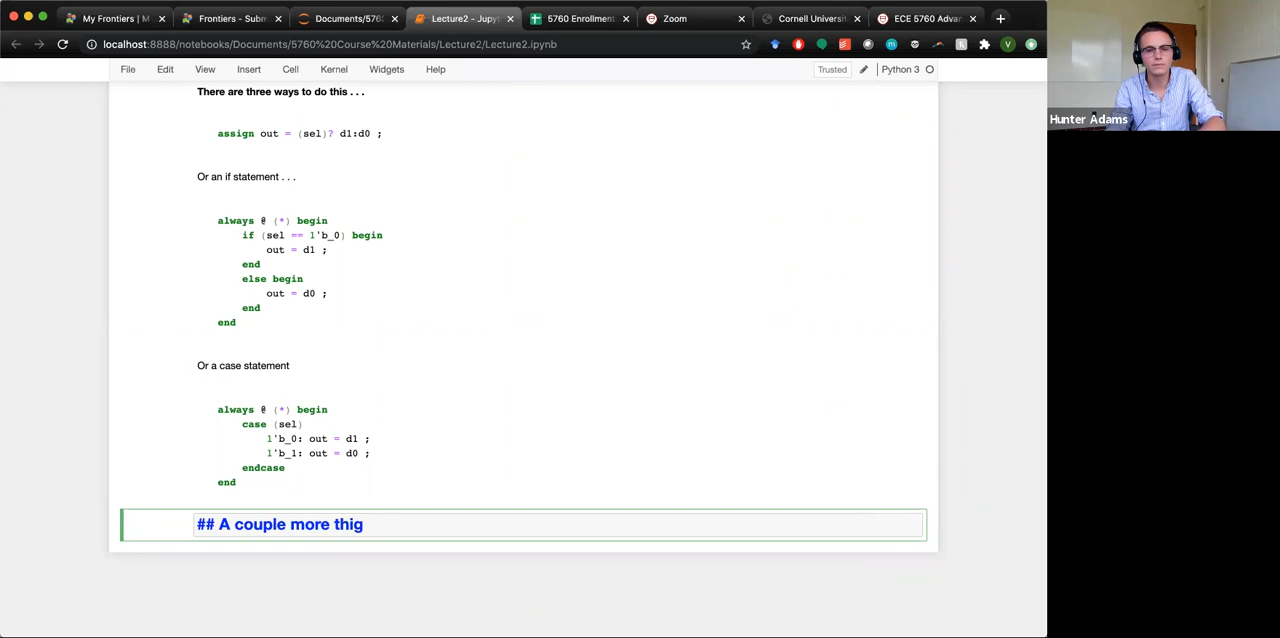 My Frontiers | M
Frontiers - Subm
Documents/5760
Lecture2 - Jupyt
5760 Enrollment
Zoom
Cornell Universi
ECE 5760 Advan
localhost:8888/notebooks/Documents/5760%20Course%20Materials/Lecture2/Lecture2.ipynb
File Edit View Insert Cell Kernel Widgets Help Trusted Python 3
There are three ways to do this . . .
assign out = (sel)? d1:d0 ;
Or an if statement . . .
always @ (*) begin
if (sel == 1'b_0) begin
out = d1 ;
end
else begin
out = d0 ;
end
end
Or a case statement
always @ (*) begin
case (sel)
1'b_0: out = d1 ;
1'b_1: out = d0 ;
endcase
end
## A couple more thig
Hunter Adams